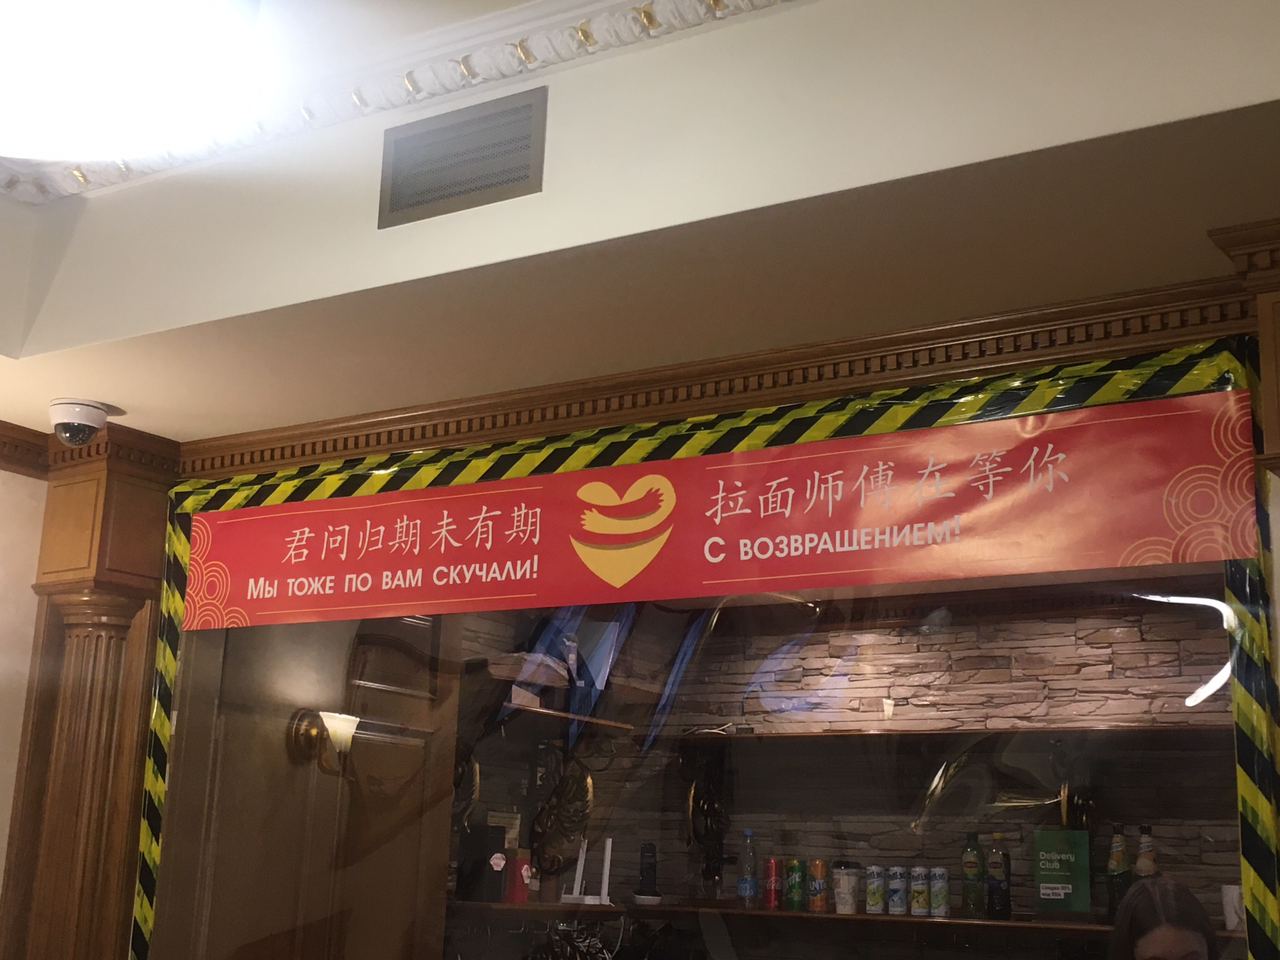 君问归期未有期
Мы тоже по вам скучали!
拉面师傅在等你
С возвращением!
Delivery
Club